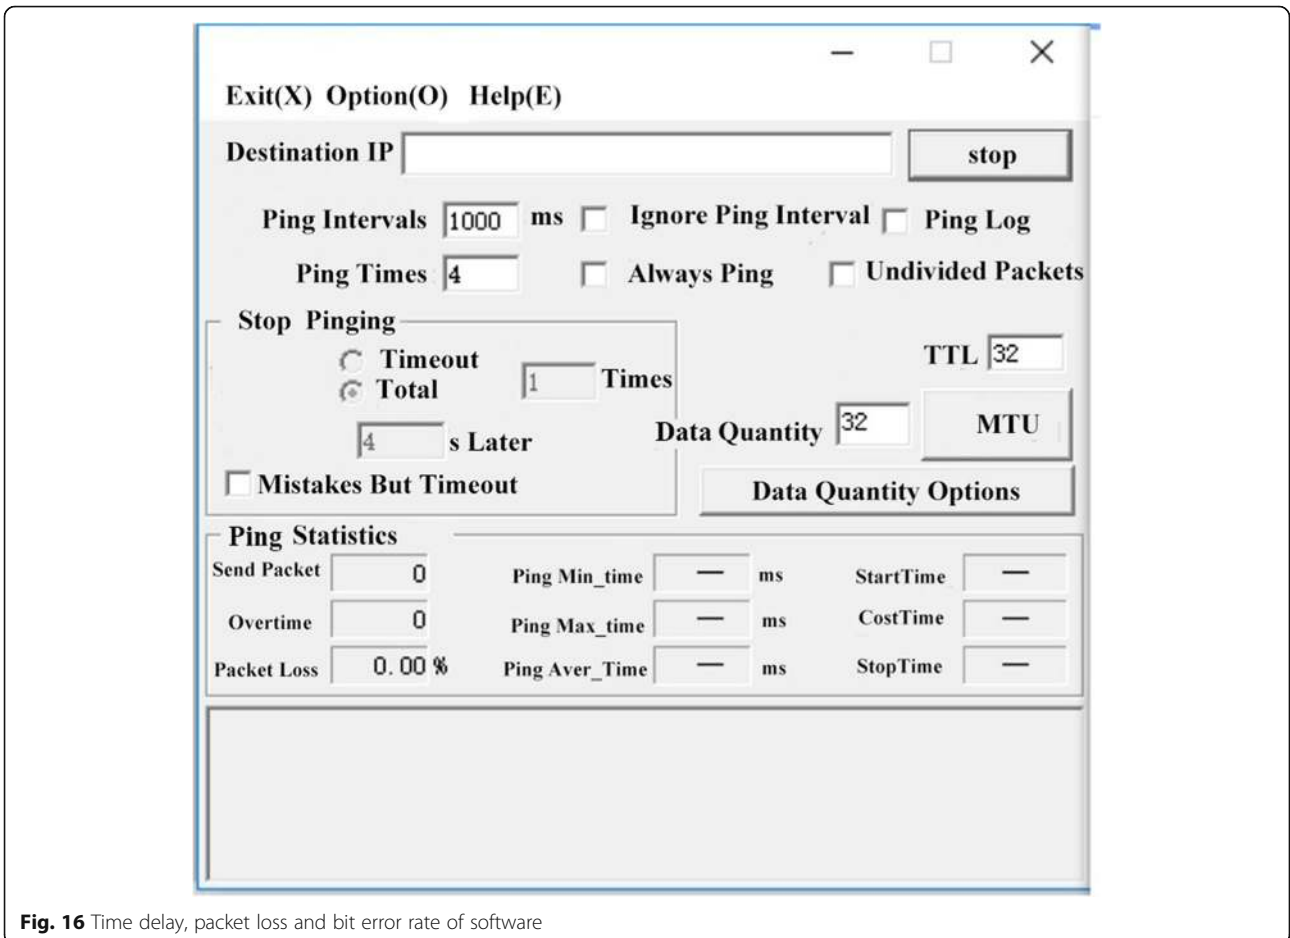 Exit(X) Option(O) Help(E)
Destination IP stop
Ping Intervals 1000 ms Ignore Ping Interval Ping Log
Ping Times 4 Always Ping Undivided Packets
Stop Pinging
Timeout
TTL 32
Total 1 Times
Data Quantity 32 MTU
4 s Later
Mistakes But Timeout
Data Quantity Options
Ping Statistics
Send Packet 0 Ping Min_time — ms StartTime —
Overtime 0 Ping Max_time — ms CostTime —
Packet Loss 0.00 % Ping Aver_Time — ms StopTime —
Fig. 16 Time delay, packet loss and bit error rate of software